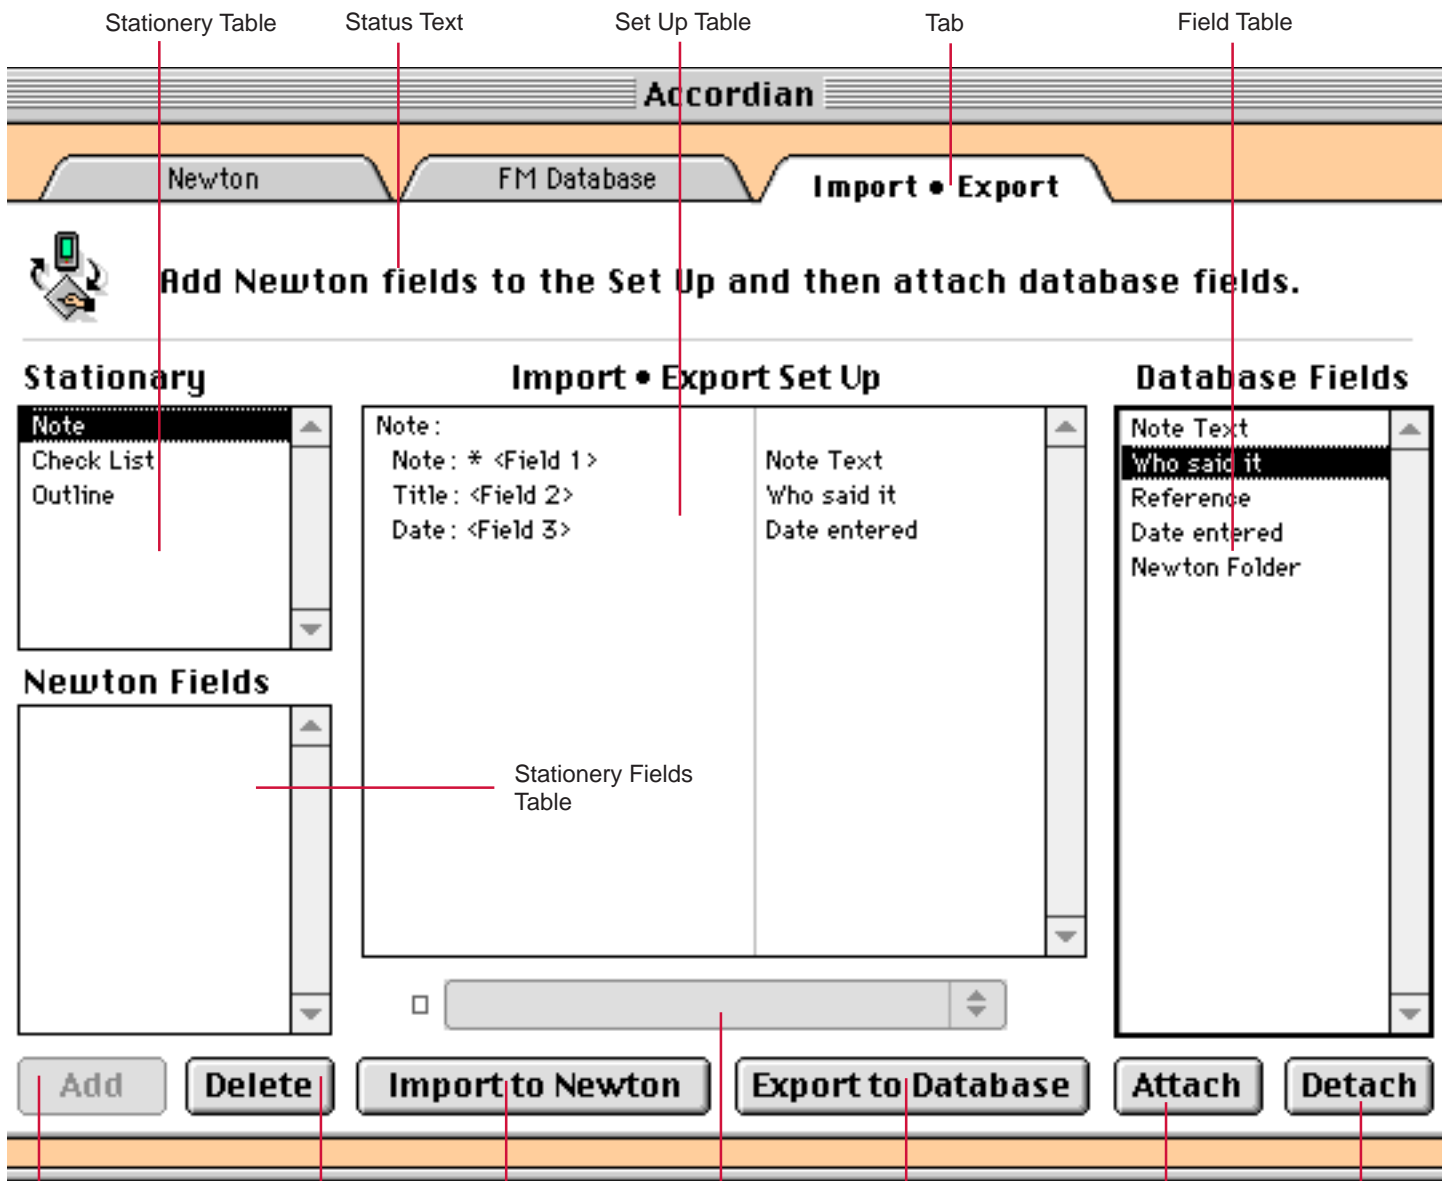 Stationery Table
Status Text
Set Up Table
Tab
Field Table
Accordian
Newton
FM Database
Import • Export
Add Newton fields to the Set Up and then attach database fields.
Stationary
Import • Export Set Up
Database Fields
Note
Check List
Outline
Note:
Note: * <Field 1>
Note Text
Title: <Field 2>
Who said it
Date: <Field 3>
Date entered
Note Text
Who said it
Reference
Date entered
Newton Folder
Newton Fields
Stationery Fields
Table
Add
Delete
Import to Newton
Export to Database
Attach
Detach